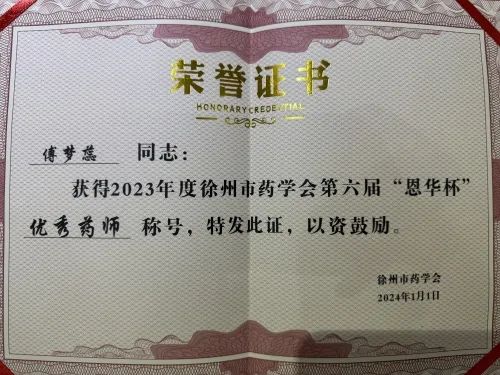 荣誉证书
HONORARY CREDENTIAL
傅梦蕊 同志：
获得2023年度徐州市药学会第六届“恩华杯”
优秀药师 称号，特发此证，以资鼓励。
徐州市药学会
2024年1月1日